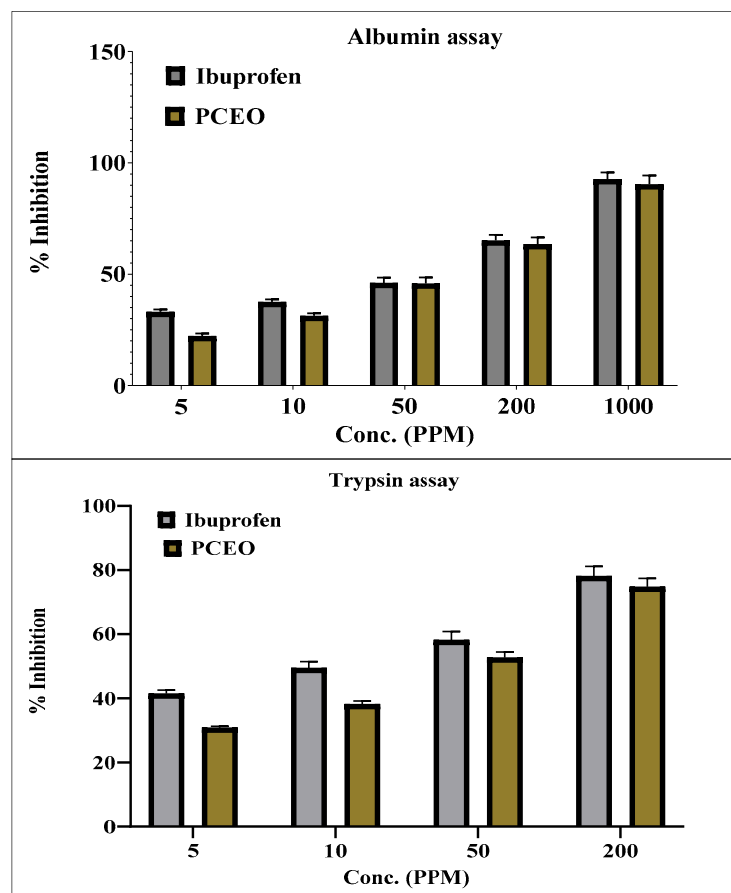 Albumin assay
150
Ibuprofen
PCEO
100
50
0
% Inhibition
5 10 50 200 1000
Conc. (PPM)
Trypsin assay
100
Ibuprofen
PCEO
80
60
40
20
0
% Inhibition
5 10 50 200
Conc. (PPM)